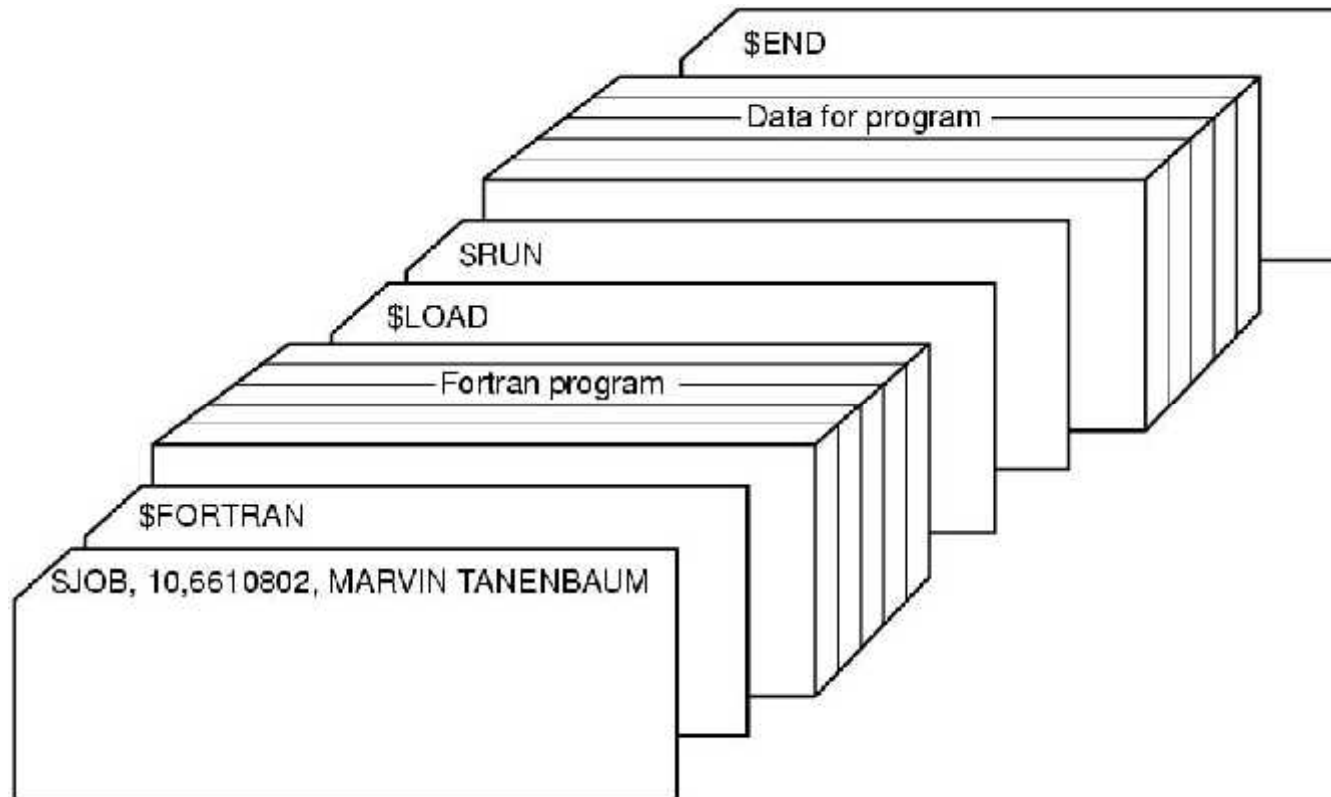 $END
Data for program
SRUN
$LOAD
Fortran program
$FORTRAN
SJOB, 10,6610802, MARVIN TANENBAUM